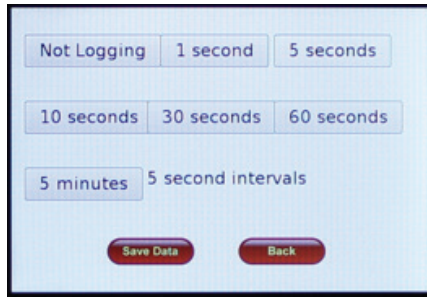 Not Logging 1 second 5 seconds
10 seconds 30 seconds 60 seconds
5 minutes 5 second intervals
Save Data Back